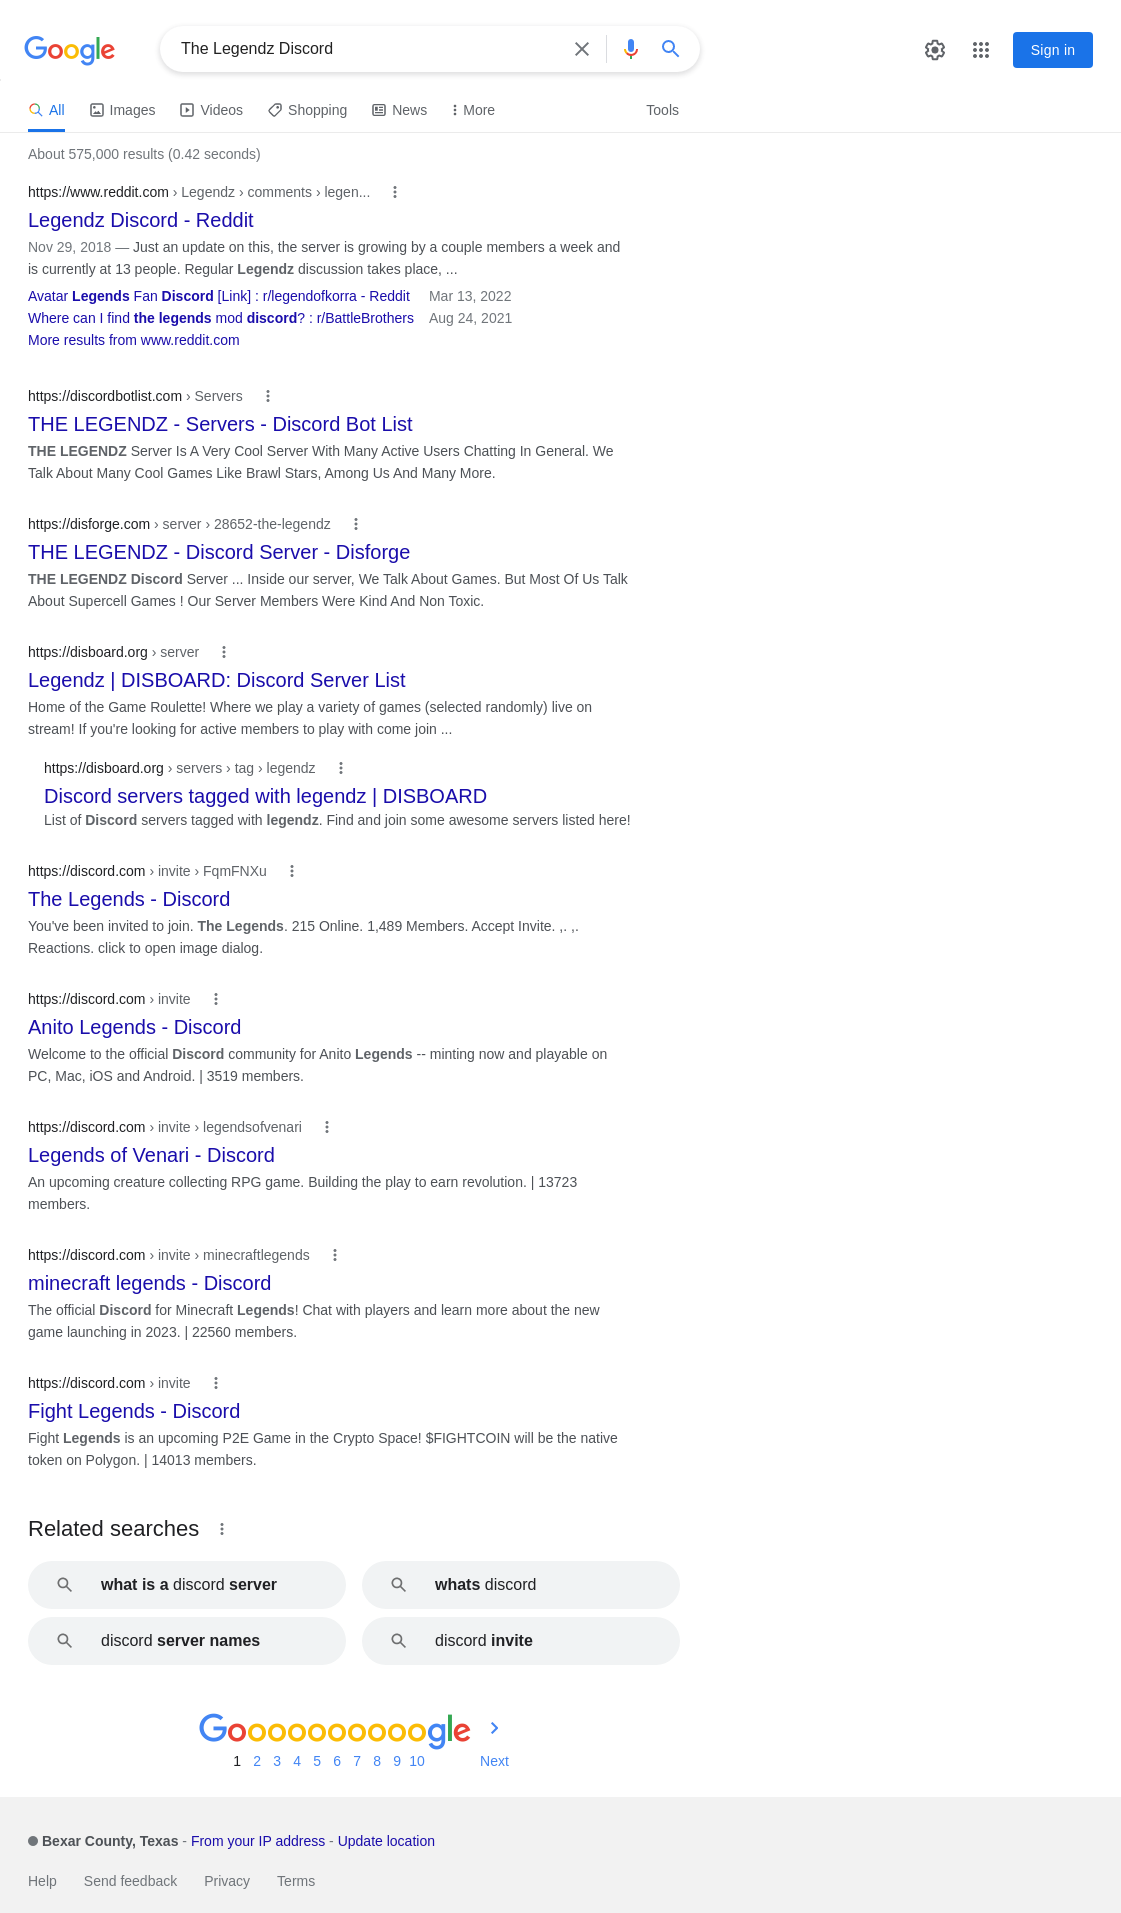 Google
The Legendz Discord
Sign in
All
Images
Videos
Shopping
News
More
Tools
About 575,000 results (0.42 seconds)
https://www.reddit.com › Legendz › comments › legen...
Legendz Discord - Reddit
Nov 29, 2018 — Just an update on this, the server is growing by a couple members a week and
is currently at 13 people. Regular Legendz discussion takes place, ...
Avatar Legends Fan Discord [Link] : r/legendofkorra - Reddit Mar 13, 2022
Where can I find the legends mod discord? : r/BattleBrothers Aug 24, 2021
More results from www.reddit.com
https://discordbotlist.com › Servers
THE LEGENDZ - Servers - Discord Bot List
THE LEGENDZ Server Is A Very Cool Server With Many Active Users Chatting In General. We
Talk About Many Cool Games Like Brawl Stars, Among Us And Many More.
https://disforge.com › server › 28652-the-legendz
THE LEGENDZ - Discord Server - Disforge
THE LEGENDZ Discord Server ... Inside our server, We Talk About Games. But Most Of Us Talk
About Supercell Games ! Our Server Members Were Kind And Non Toxic.
https://disboard.org › server
Legendz | DISBOARD: Discord Server List
Home of the Game Roulette! Where we play a variety of games (selected randomly) live on
stream! If you're looking for active members to play with come join ...
https://disboard.org › servers › tag › legendz
Discord servers tagged with legendz | DISBOARD
List of Discord servers tagged with legendz. Find and join some awesome servers listed here!
https://discord.com › invite › FqmFNXu
The Legends - Discord
You've been invited to join. The Legends. 215 Online. 1,489 Members. Accept Invite. ,. ,.
Reactions. click to open image dialog.
https://discord.com › invite
Anito Legends - Discord
Welcome to the official Discord community for Anito Legends -- minting now and playable on
PC, Mac, iOS and Android. | 3519 members.
https://discord.com › invite › legendsofvenari
Legends of Venari - Discord
An upcoming creature collecting RPG game. Building the play to earn revolution. | 13723
members.
https://discord.com › invite › minecraftlegends
minecraft legends - Discord
The official Discord for Minecraft Legends! Chat with players and learn more about the new
game launching in 2023. | 22560 members.
https://discord.com › invite
Fight Legends - Discord
Fight Legends is an upcoming P2E Game in the Crypto Space! $FIGHTCOIN will be the native
token on Polygon. | 14013 members.
Related searches
what is a discord server
whats discord
discord server names
discord invite
Goooooooooogle
1 2 3 4 5 6 7 8 9 10 Next
Bexar County, Texas - From your IP address - Update location
Help Send feedback Privacy Terms